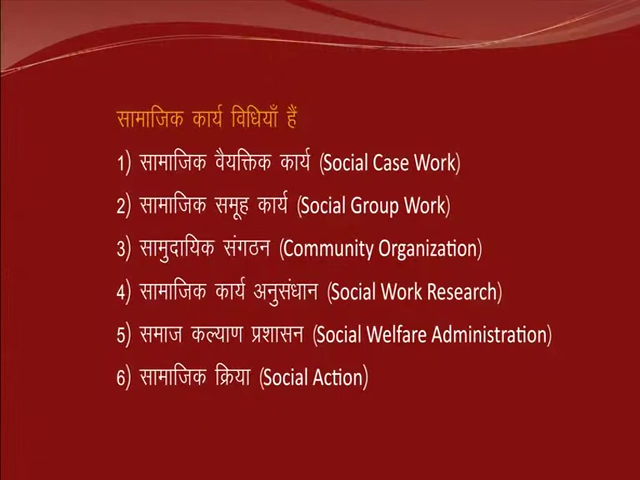 सामाजिक कार्य विधियाँ हैं
1) सामाजिक वैयक्तिक कार्य (Social Case Work)
2) सामाजिक समूह कार्य (Social Group Work)
3) सामुदायिक संगठन (Community Organization)
4) सामाजिक कार्य अनुसंधान (Social Work Research)
5) समाज कल्याण प्रशासन (Social Welfare Administration)
6) सामाजिक क्रिया (Social Action)